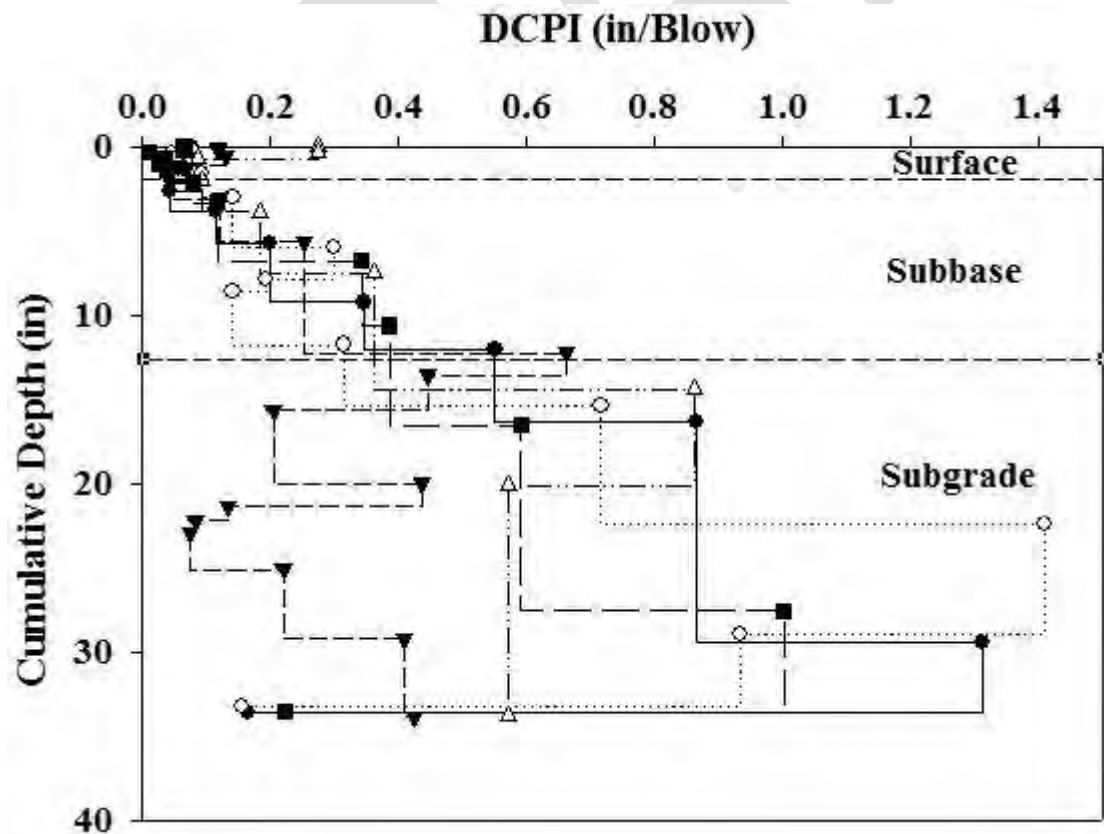 DCPI (in/Blow)
0.0 0.2 0.4 0.6 0.8 1.0 1.2 1.4
0
Surface
Subbase
10
Subgrade
20
30
40
Cumulative Depth (in)